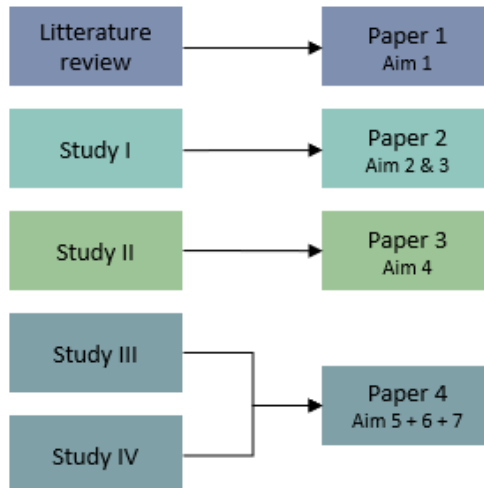 Litterature
review
Paper 1
Aim 1
Study I
Paper 2
Aim 2 & 3
Study II
Paper 3
Aim 4
Study III
Study IV
Paper 4
Aim 5 + 6 + 7